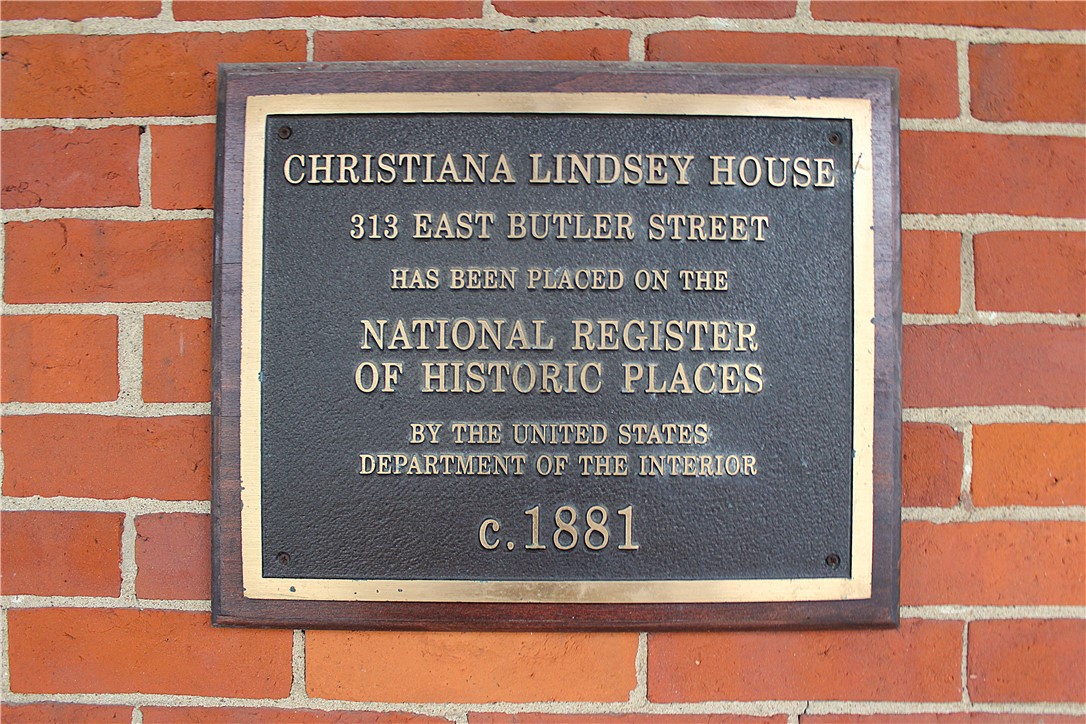 CHRISTIANA LINDSEY HOUSE
313 EAST BUTLER STREET
HAS BEEN PLACED ON THE
NATIONAL REGISTER
OF HISTORIC PLACES
BY THE UNITED STATES
DEPARTMENT OF THE INTERIOR
c.1881